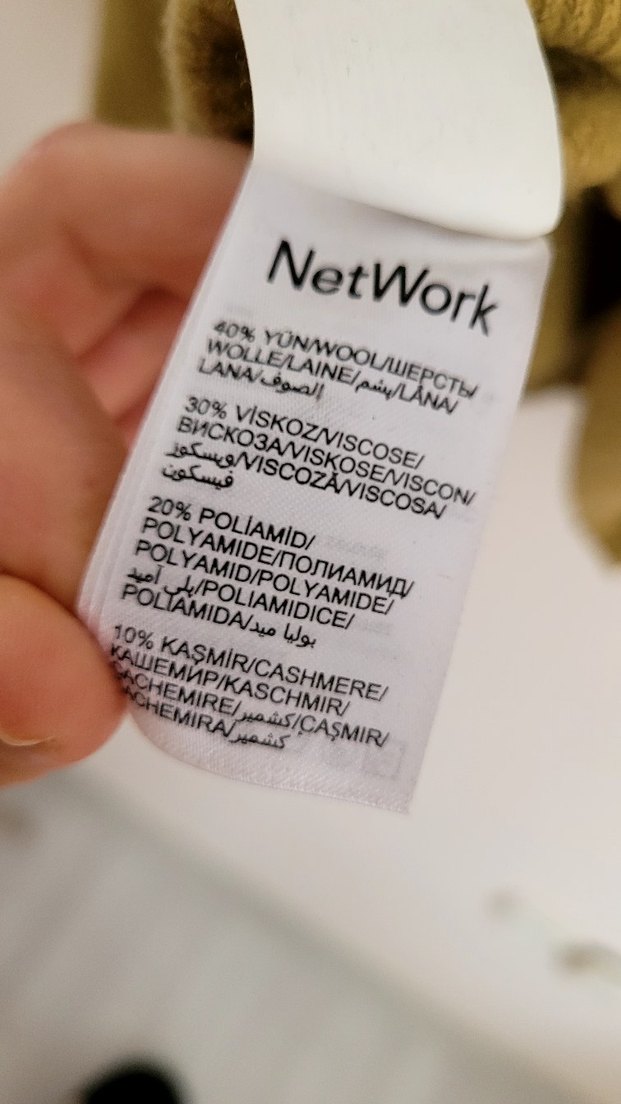 NetWork
40% YÜN/WOOL/ШЕРСТЬ/
WOLLE/LAINE/پشم/LÂNA/
LANA/الصوف
30% VİSKOZ/VISCOSE/
ВИСКОЗА/VISKOSE/VISCON/
ویسکوز/VISCOZĂ/VISCOSA/
فيسكون
20% POLİAMİD/
POLYAMIDE/ПОЛИАМИД/
POLYAMID/POLYAMIDE/
پلی آمید/POLIAMIDICE/
POLIAMIDA/بوليا ميد
10% KAŞMİR/CASHMERE/
КАШЕМИР/KASCHMIR/
CACHEMIRE/کشمیر/CAŞMIR/
CACHEMIRA/كشمير